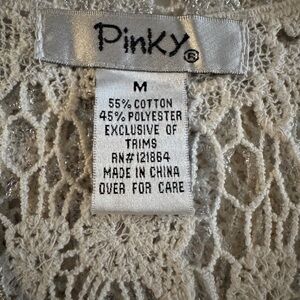 Pinky®
M
55% COTTON
45% POLYESTER
EXCLUSIVE OF
TRIMS
RN#121864
MADE IN CHINA
OVER FOR CARE